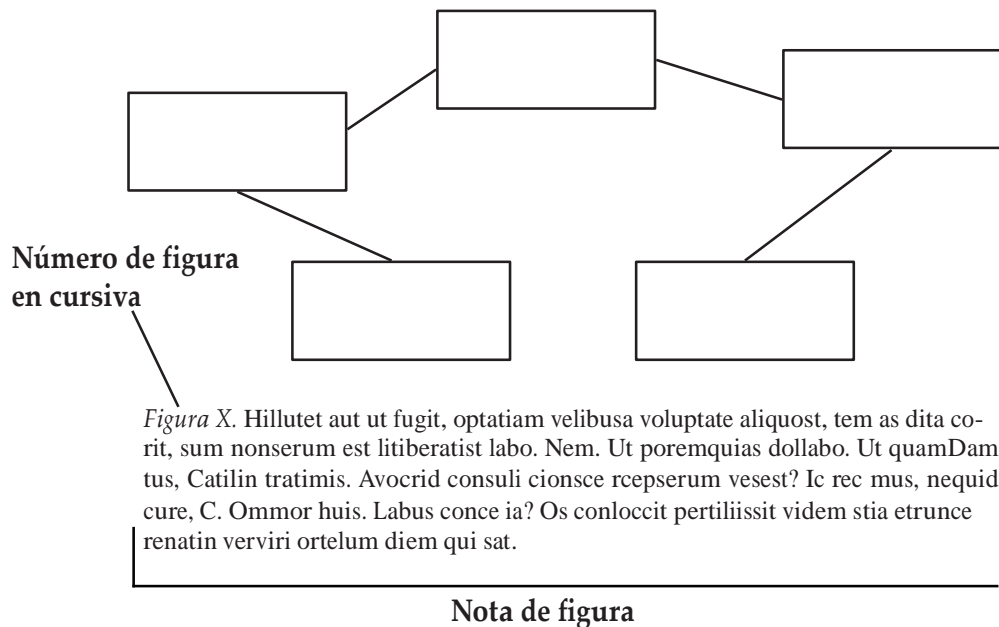 Número de figura
en cursiva
Figura X. Hillutet aut ut fugit, optatiam velibusa voluptate aliquost, tem as dita co-
rit, sum nonserum est litiberatist labo. Nem. Ut poremquias dollabo. Ut quamDam
tus, Catilin tratimis. Avocrid consuli cionsce rcepserum vesest? Ic rec mus, nequid
cure, C. Ommor huis. Labus conce ia? Os conloccit pertiliissit videm stia etrunce
renatin verviri ortelum diem qui sat.
Nota de figura